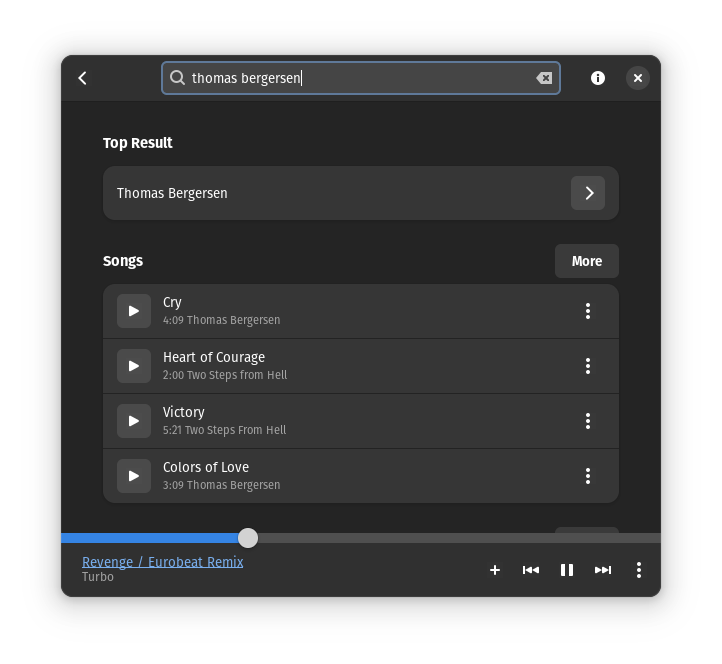 thomas bergersen
Top Result
Thomas Bergersen
Songs
More
Cry
4:09 Thomas Bergersen
Heart of Courage
2:00 Two Steps from Hell
Victory
5:21 Two Steps From Hell
Colors of Love
3:09 Thomas Bergersen
Revenge / Eurobeat Remix
Turbo